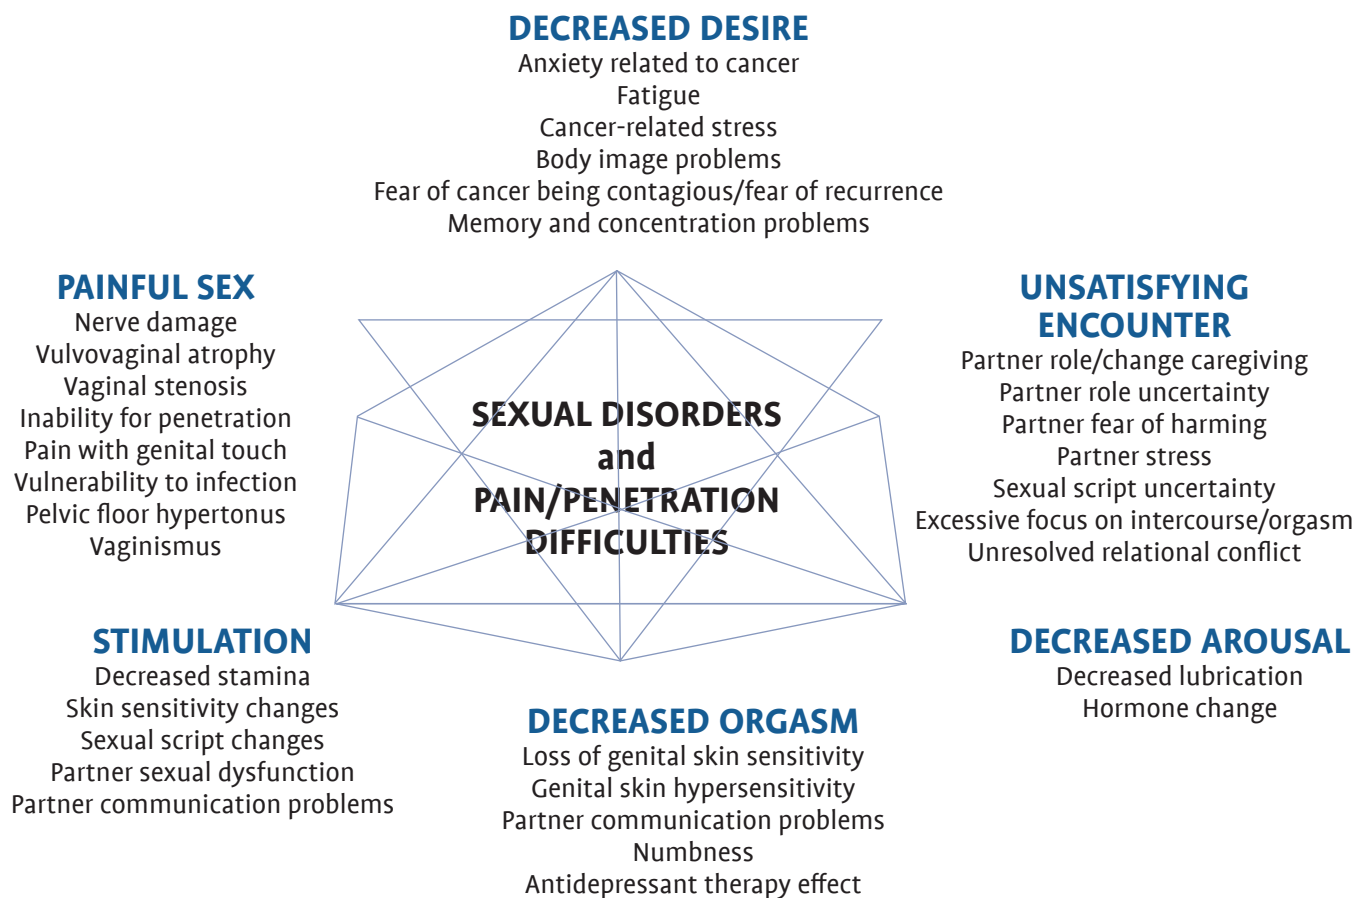 DECREASED DESIRE
Anxiety related to cancer
Fatigue
Cancer-related stress
Body image problems
Fear of cancer being contagious/fear of recurrence
Memory and concentration problems
PAINFUL SEX
Nerve damage
Vulvovaginal atrophy
Vaginal stenosis
Inability for penetration
Pain with genital touch
Vulnerability to infection
Pelvic floor hypertonus
Vaginismus
SEXUAL DISORDERS
and
PAIN/PENETRATION
DIFFICULTIES
UNSATISFYING
ENCOUNTER
Partner role/change caregiving
Partner role uncertainty
Partner fear of harming
Partner stress
Sexual script uncertainty
Excessive focus on intercourse/orgasm
Unresolved relational conflict
STIMULATION
Decreased stamina
Skin sensitivity changes
Sexual script changes
Partner sexual dysfunction
Partner communication problems
DECREASED ORGASM
Loss of genital skin sensitivity
Genital skin hypersensitivity
Partner communication problems
Numbness
Antidepressant therapy effect
DECREASED AROUSAL
Decreased lubrication
Hormone change